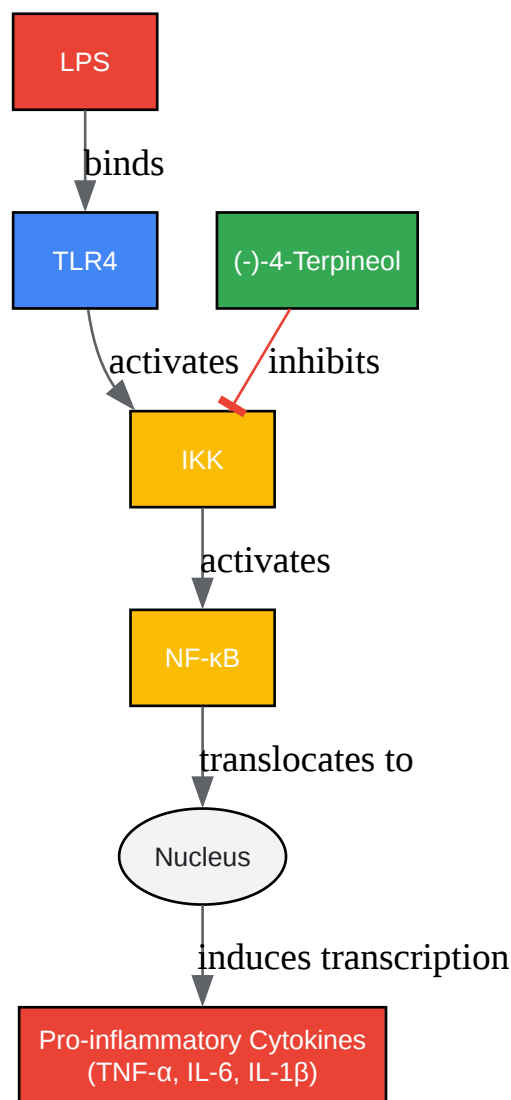 LPS
binds
TLR4
(-)-4-Terpineol
activates
inhibits
IKK
activates
NF-κB
translocates to
Nucleus
induces transcription
Pro-inflammatory Cytokines
(TNF-α, IL-6, IL-1β)